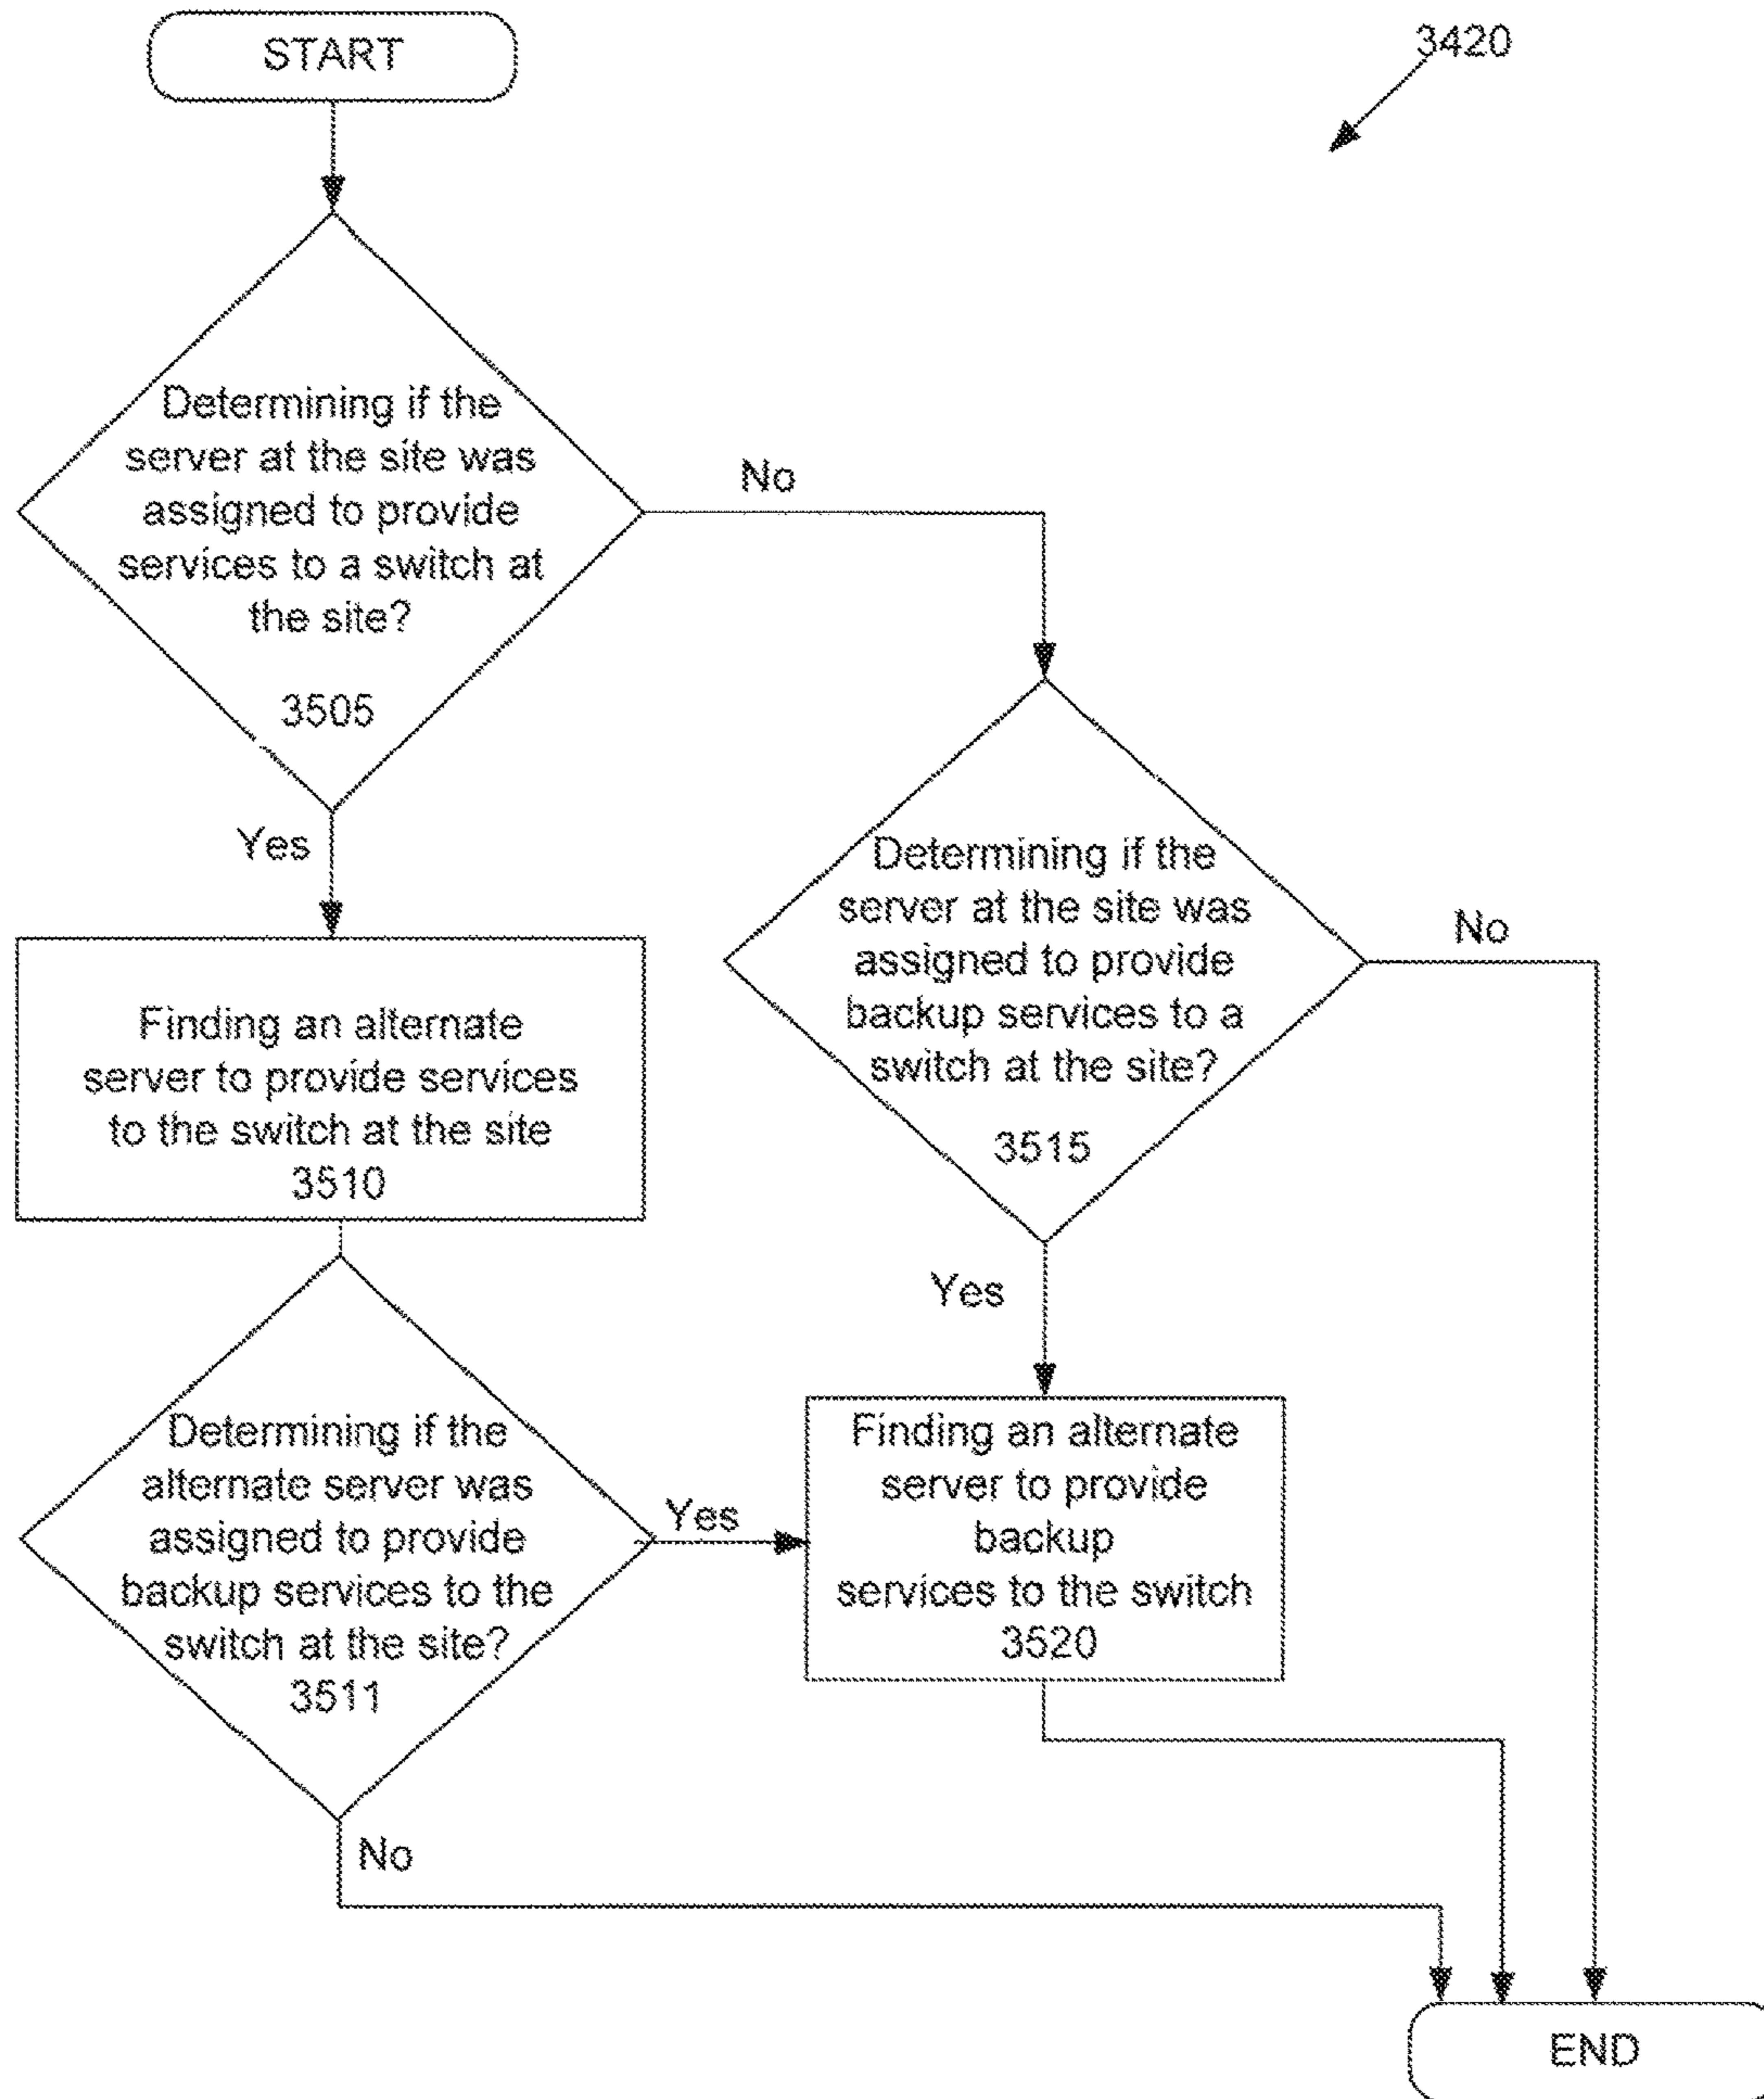 START
3420
Determining if the
server at the site was
assigned to provide
services to a switch at
the site?
3505
No
Yes
Finding an alternate
server to provide services
to the switch at the site
3510
Determining if the
server at the site was
assigned to provide
backup services to a
switch at the site?
3515
No
Yes
Determining if the
alternate server was
assigned to provide
backup services to the
switch at the site?
3511
Yes
No
Finding an alternate
server to provide
backup
services to the switch
3520
END